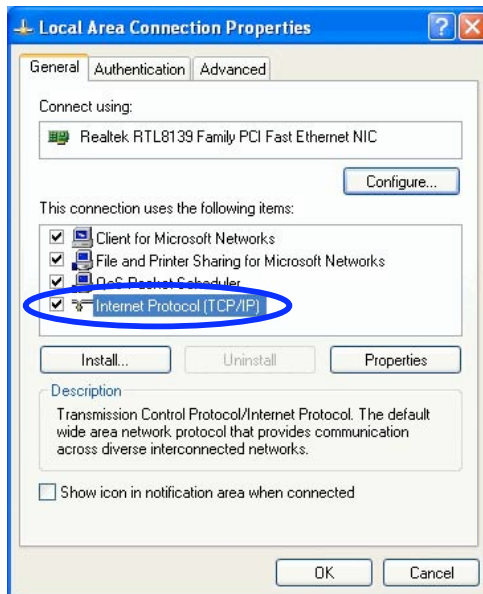 Local Area Connection Properties
General Authentication Advanced
Connect using:
Realtek RTL8139 Family PCI Fast Ethernet NIC
Configure...
This connection uses the following items:
Client for Microsoft Networks
File and Printer Sharing for Microsoft Networks
QoS Packet Scheduler
Internet Protocol (TCP/IP)
Install... Uninstall Properties
Description
Transmission Control Protocol/Internet Protocol. The default
wide area network protocol that provides communication
across diverse interconnected networks.
Show icon in notification area when connected
OK Cancel